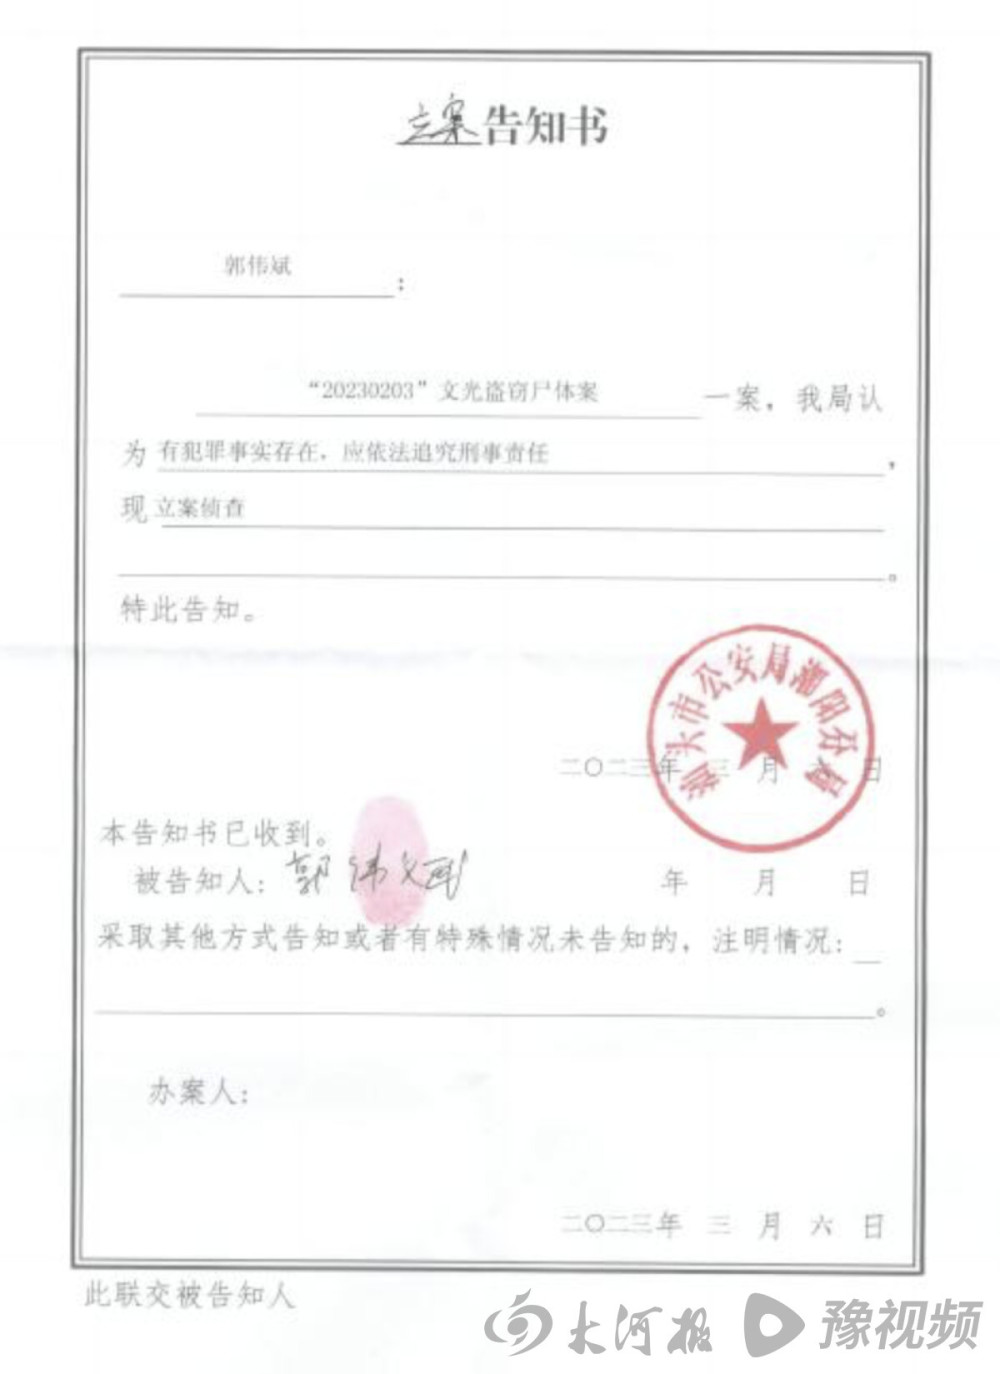 立案告知书
郭伟斌：
“20230203”文光盗窃尸体案一案，我局认
为有犯罪事实存在，应依法追究刑事责任，
现立案侦查
。
特此告知。
汕头市公安局潮阳分局
二〇二三年 三 月 六 日
本告知书已收到。
被告知人：郭伟斌 年 月 日
采取其他方式告知或者有特殊情况未告知的，注明情况：
。
办案人：
二〇二三年 三 月 六 日
此联交被告知人
大河报 豫视频